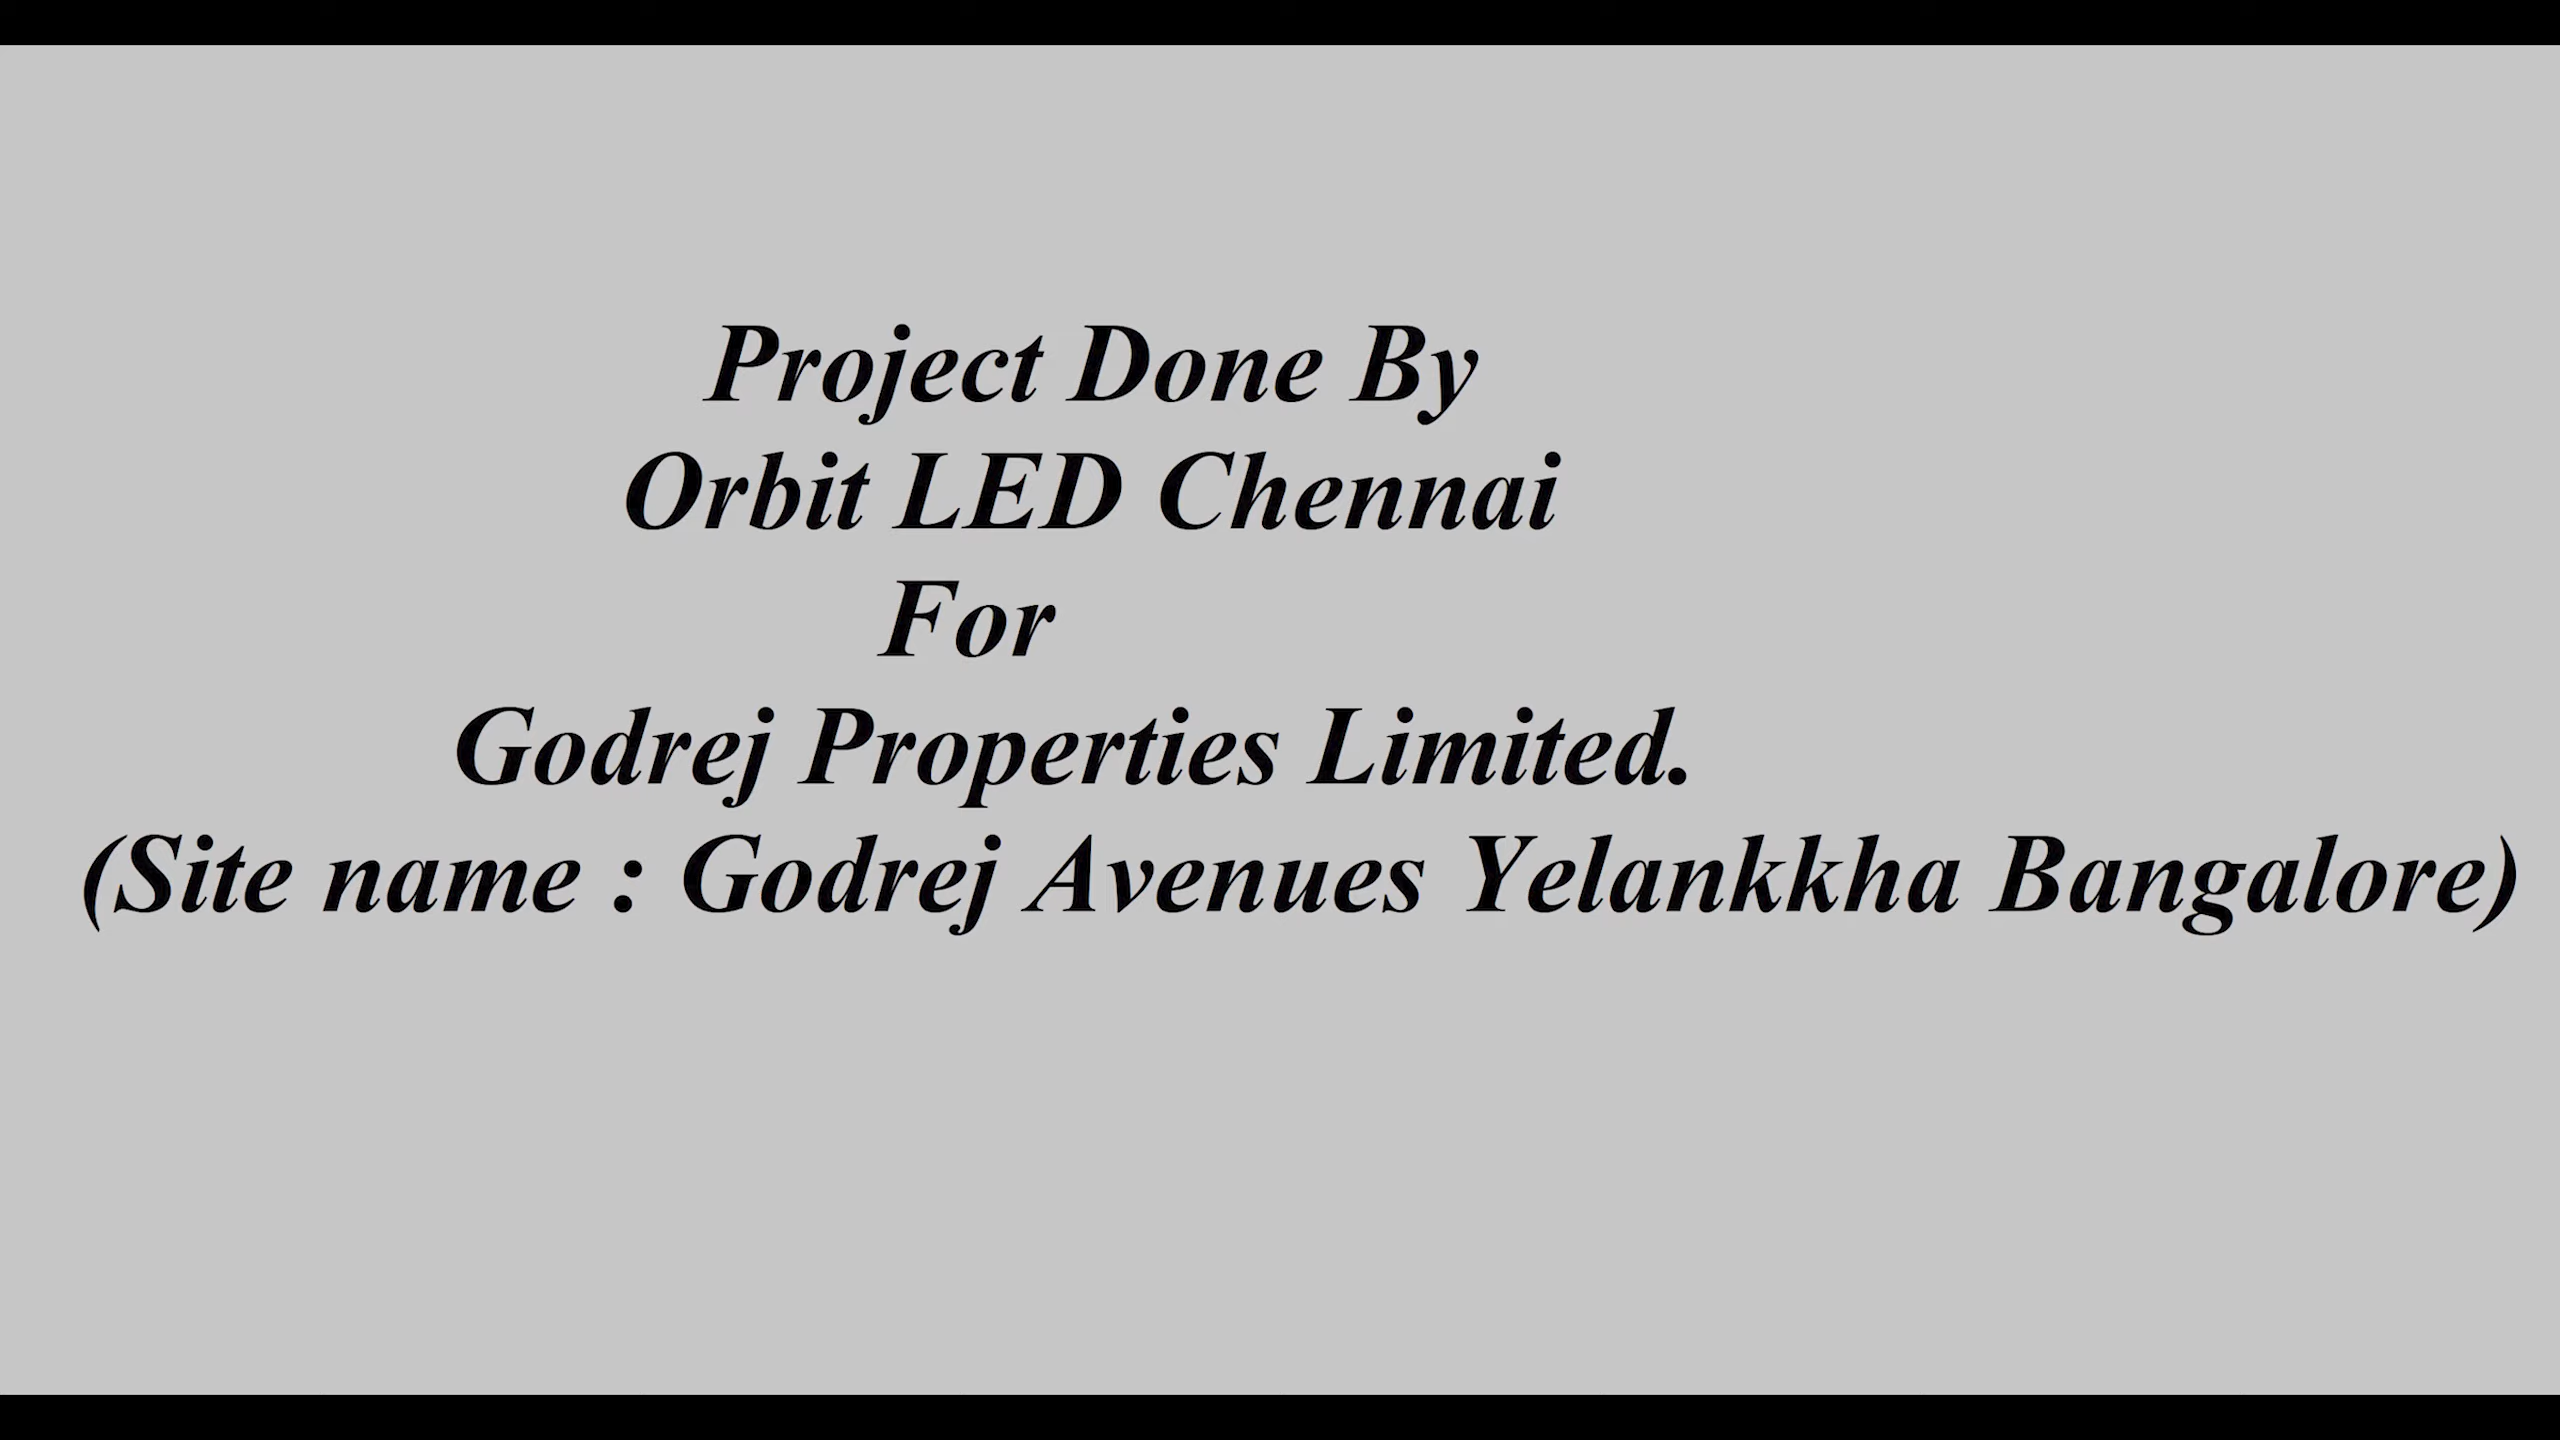 Project Done By
Orbit LED Chennai
For
Godrej Properties Limited.
(Site name : Godrej Avenues Yelankkha Bangalore)